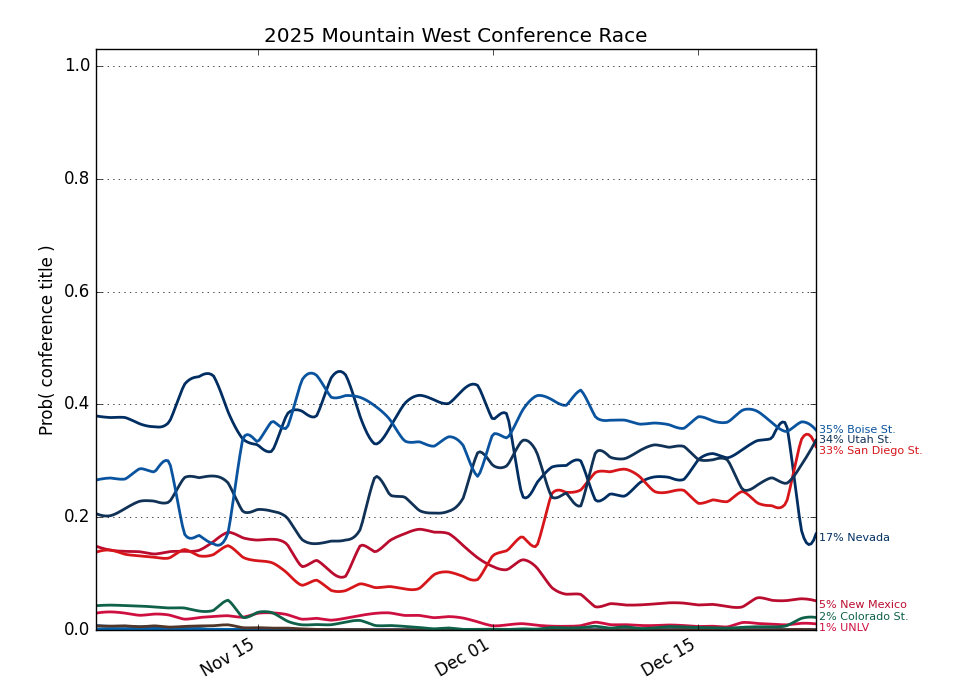 2025 Mountain West Conference Race
Prob( conference title )
1.0
0.8
0.6
0.4
0.2
0.0
35% Boise St.
34% Utah St.
33% San Diego St.
17% Nevada
5% New Mexico
2% Colorado St.
1% UNLV
Nov 15
Dec 01
Dec 15